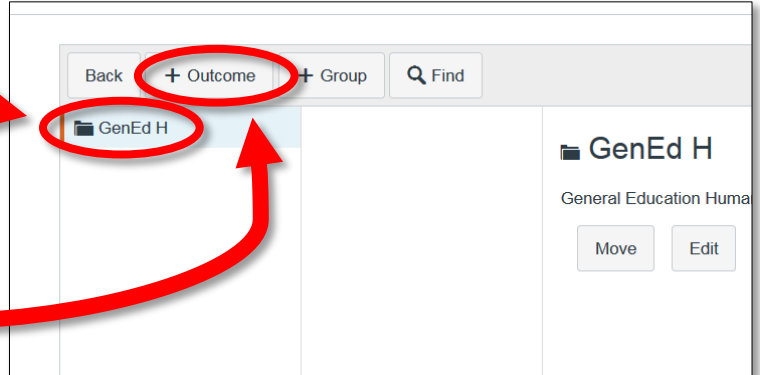 Back + Outcome + Group Find
GenEd H
GenEd H
General Education Huma
Move Edit